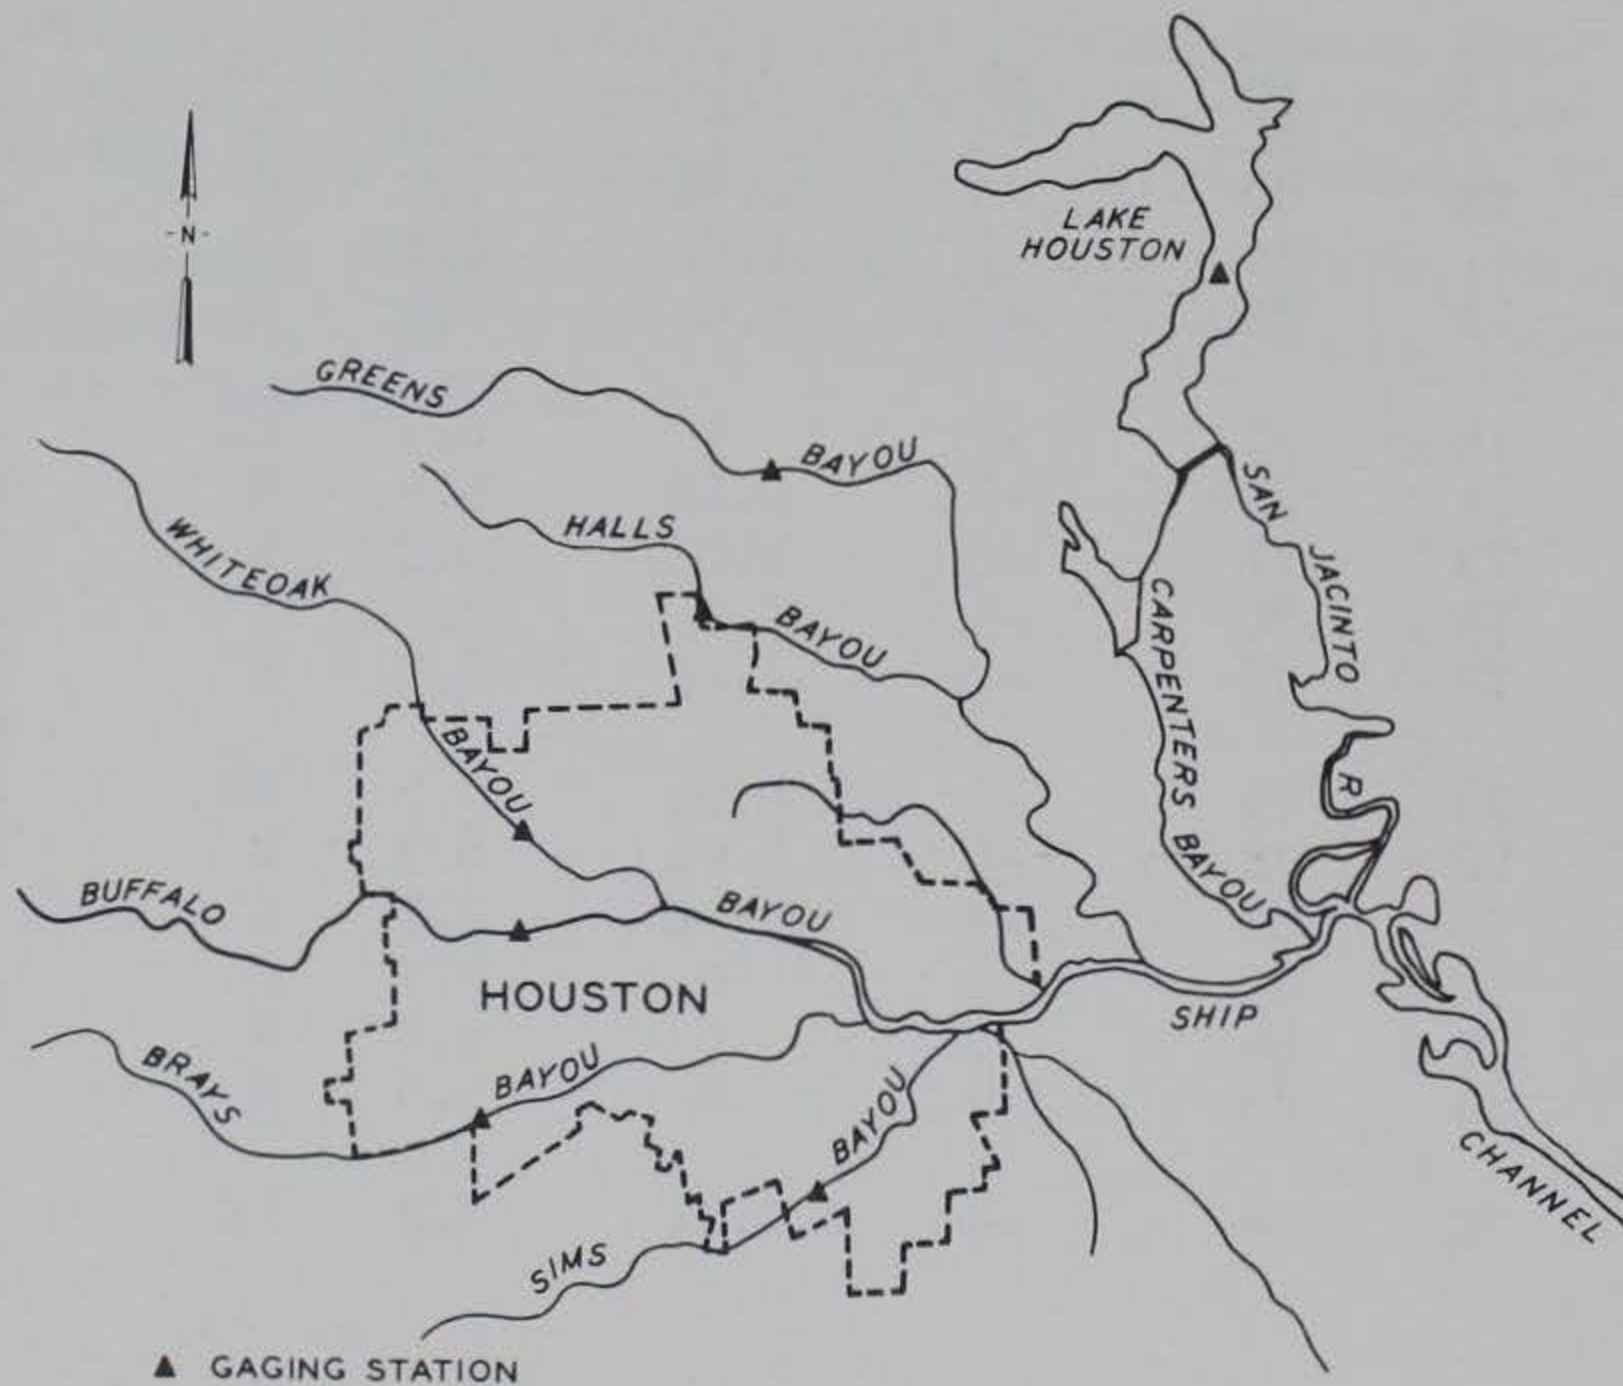 N
LAKE
HOUSTON
GREENS BAYOU
HALLS BAYOU
WHITEOAK BAYOU
SAN JACINTO R
CARPENTERS BAYOU
BUFFALO BAYOU
HOUSTON
SHIP CHANNEL
BRAYS BAYOU
SIMS BAYOU
▲ GAGING STATION